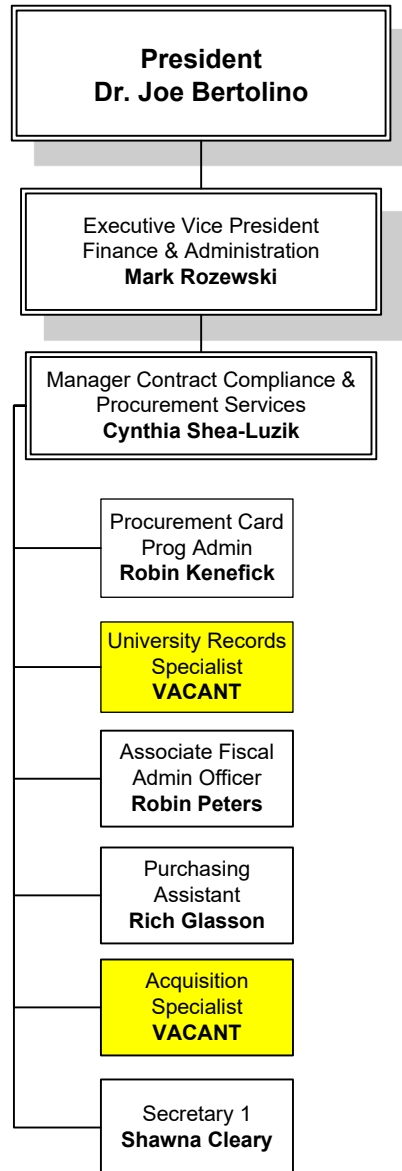 President
Dr. Joe Bertolino
Executive Vice President
Finance & Administration
Mark Rozewski
Manager Contract Compliance &
Procurement Services
Cynthia Shea-Luzik
Procurement Card
Prog Admin
Robin Kenefick
University Records
Specialist
VACANT
Associate Fiscal
Admin Officer
Robin Peters
Purchasing
Assistant
Rich Glasson
Acquisition
Specialist
VACANT
Secretary 1
Shawna Cleary